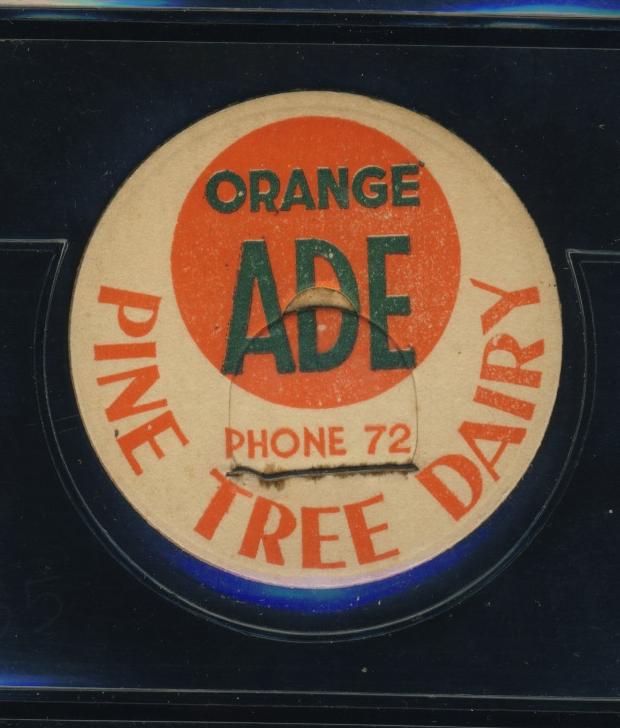 ORANGE
ADE
PHONE 72
PINE TREE DAIRY